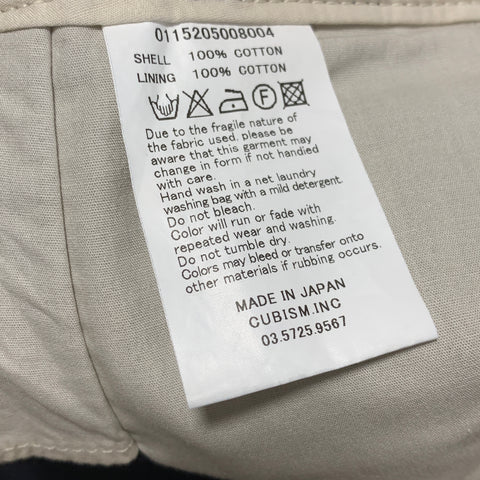 0115205008004
SHELL 100% COTTON
LINING 100% COTTON
F
Due to the fragile nature of
the fabric used, please be
aware that this garment may
change in form if not handied
with care.
Hand wash in a net laundry
washing bag with a mild detergent.
Do not bleach.
Color will run or fade with
repeated wear and washing.
Do not tumble dry.
Colors may bleed or transfer onto
other materials if rubbing occurs.
MADE IN JAPAN
CUBISM.INC
03.5725.9567